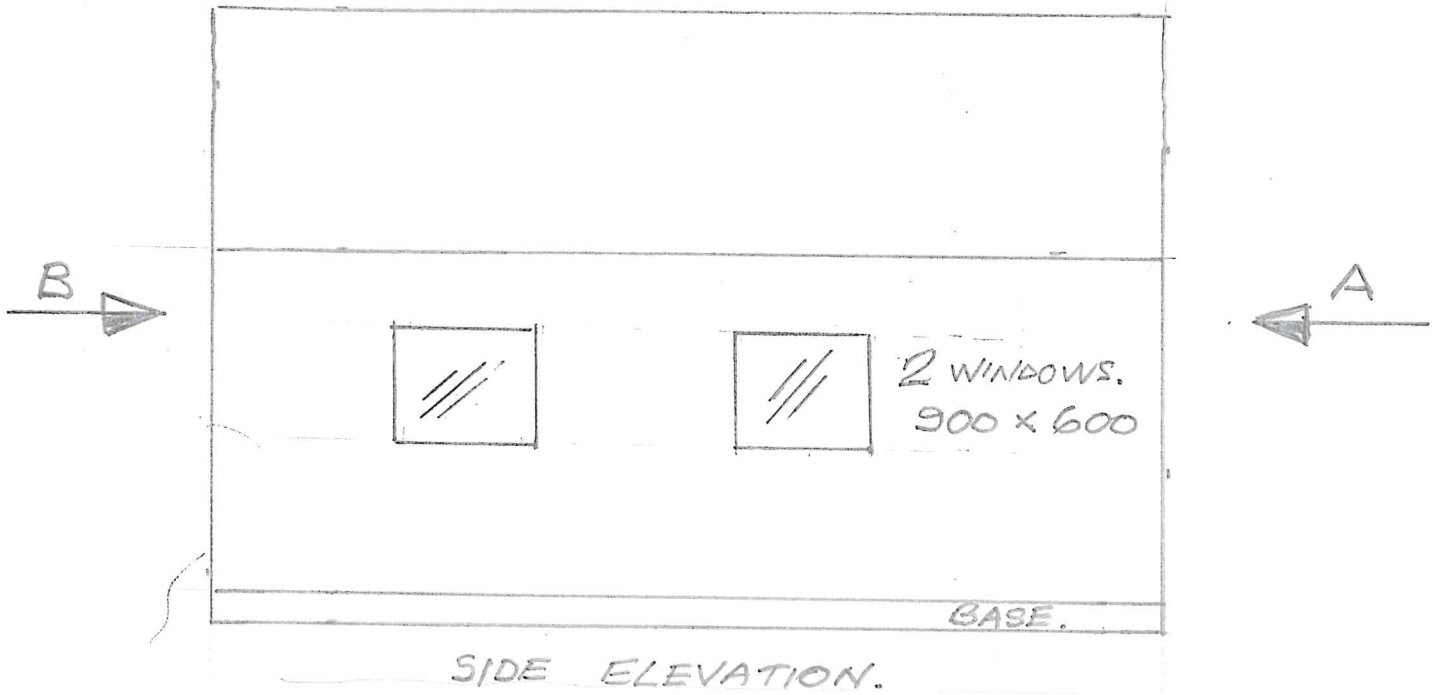 B
A
2 WINDOWS.
900 x 600
BASE.
SIDE ELEVATION.